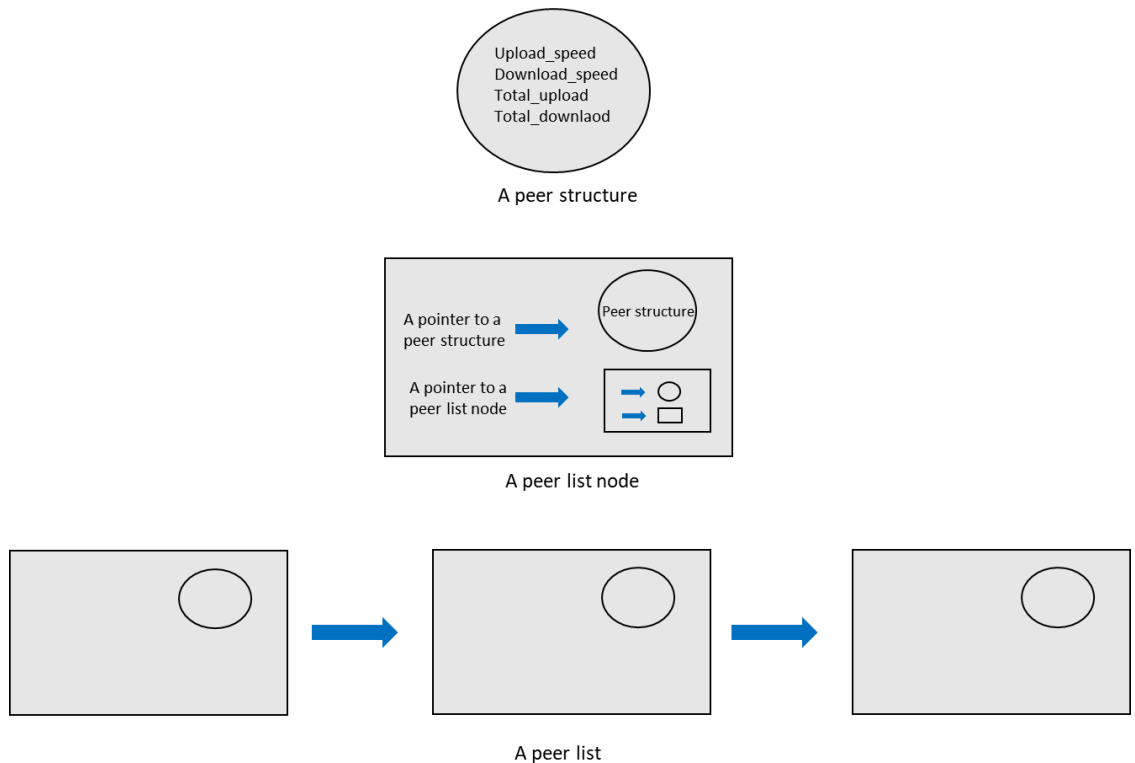 Upload_speed
Download_speed
Total_upload
Total_downlaod
A peer structure
A pointer to a
peer structure
Peer structure
A pointer to a
peer list node
A peer list node
A peer list